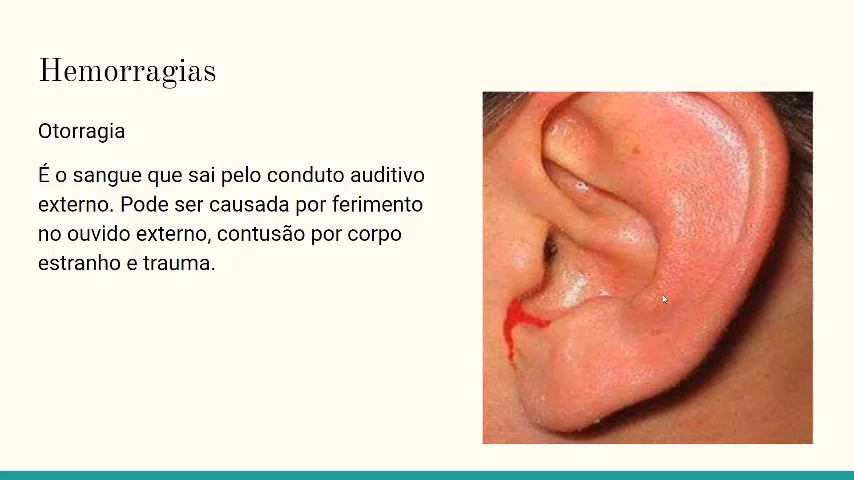 Hemorragias
Otorragia
É o sangue que sai pelo conduto auditivo
externo. Pode ser causada por ferimento
no ouvido externo, contusão por corpo
estranho e trauma.